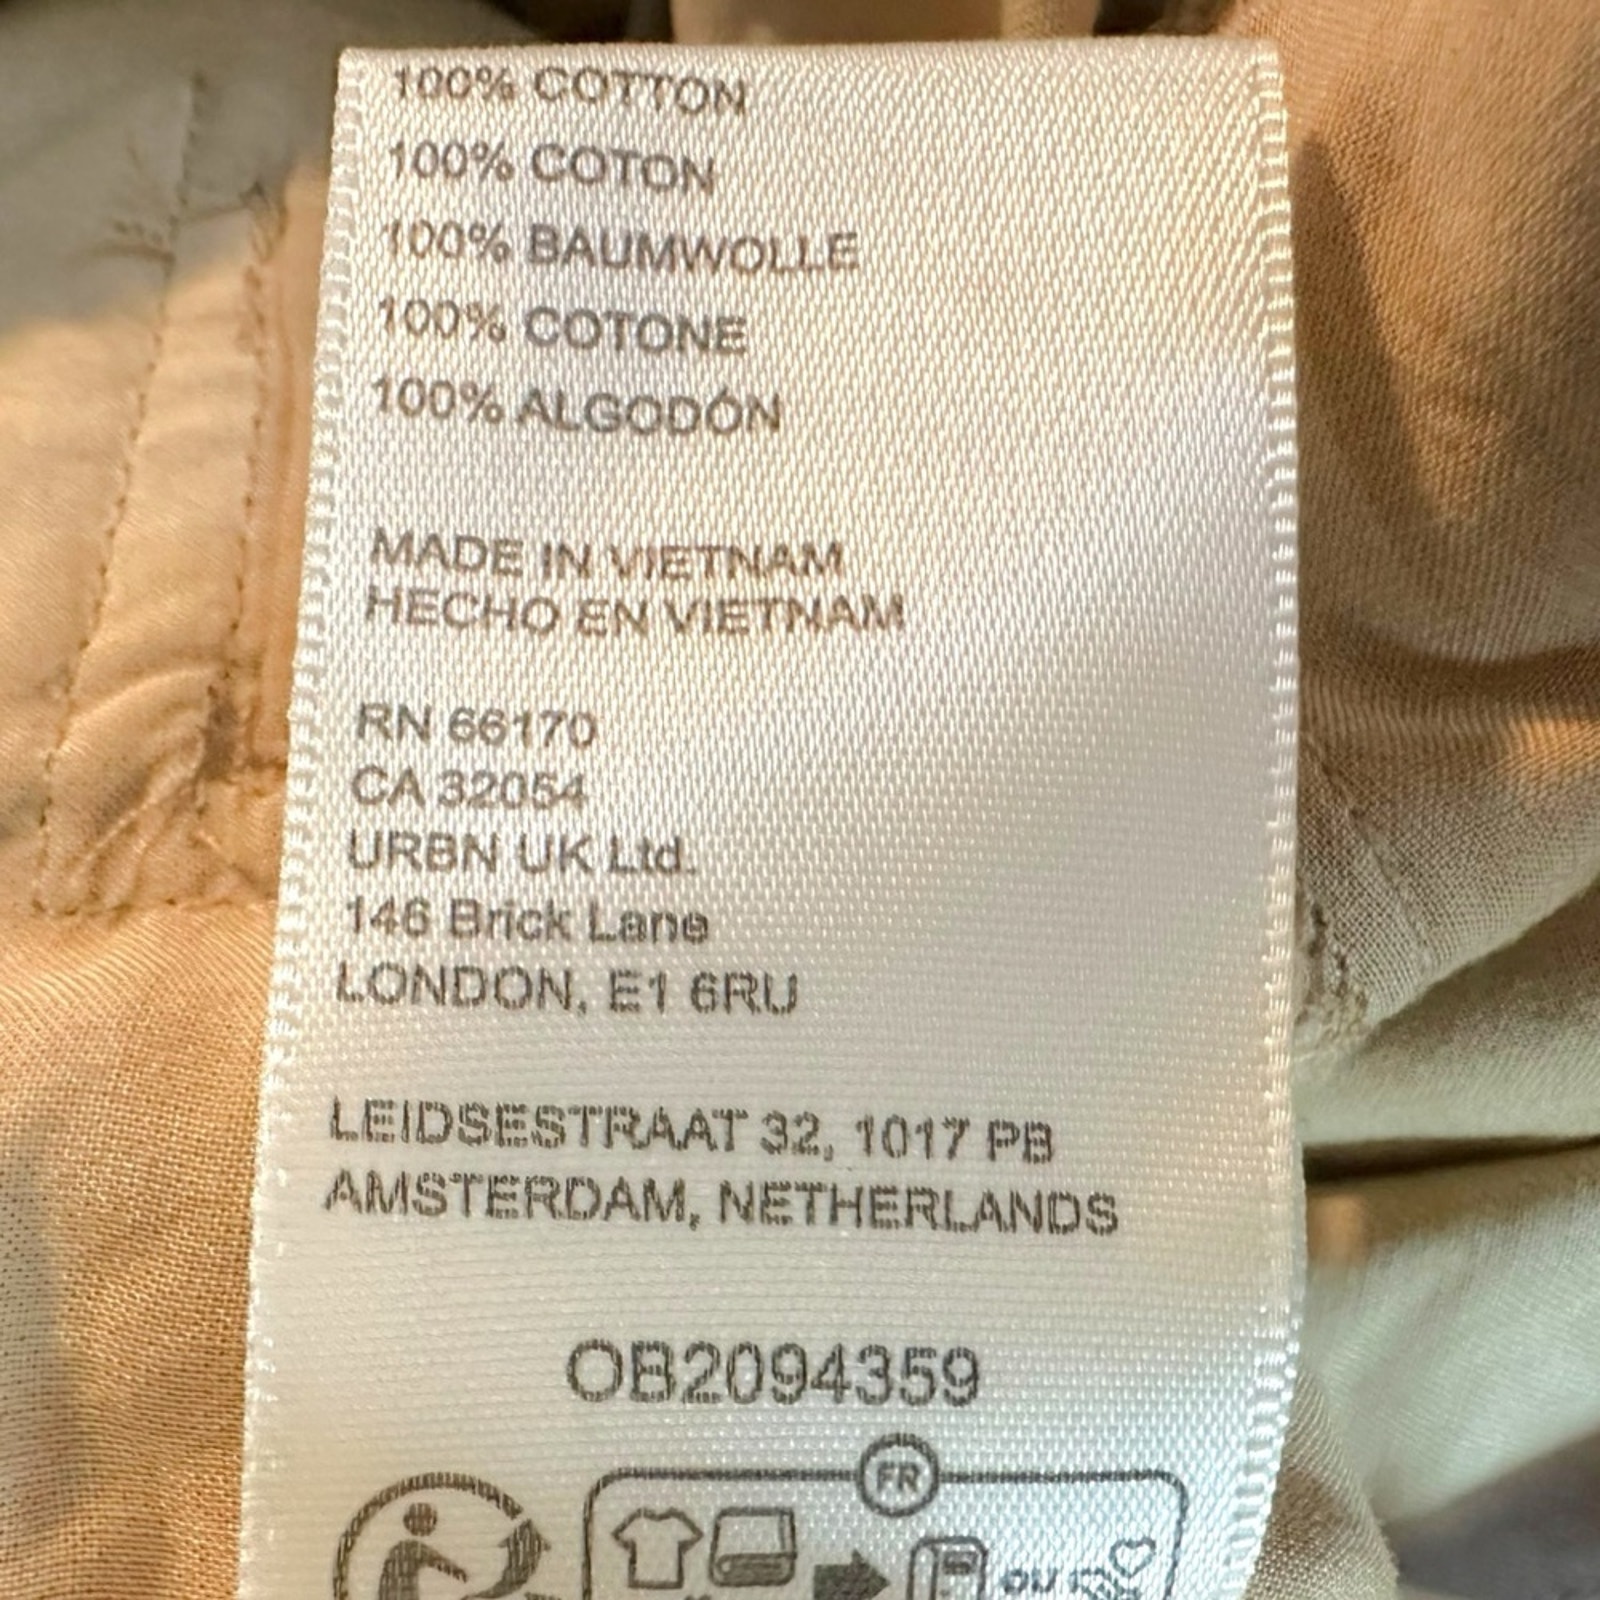 100% COTTON
100% COTON
100% BAUMWOLLE
100% COTONE
100% ALGODÓN
MADE IN VIETNAM
HECHO EN VIETNAM
RN 66170
CA 32054
URBN UK Ltd.
146 Brick Lane
LONDON, E1 6RU
LEIDSESTRAAT 32, 1017 PB
AMSTERDAM, NETHERLANDS
OB2094359
FR
OU